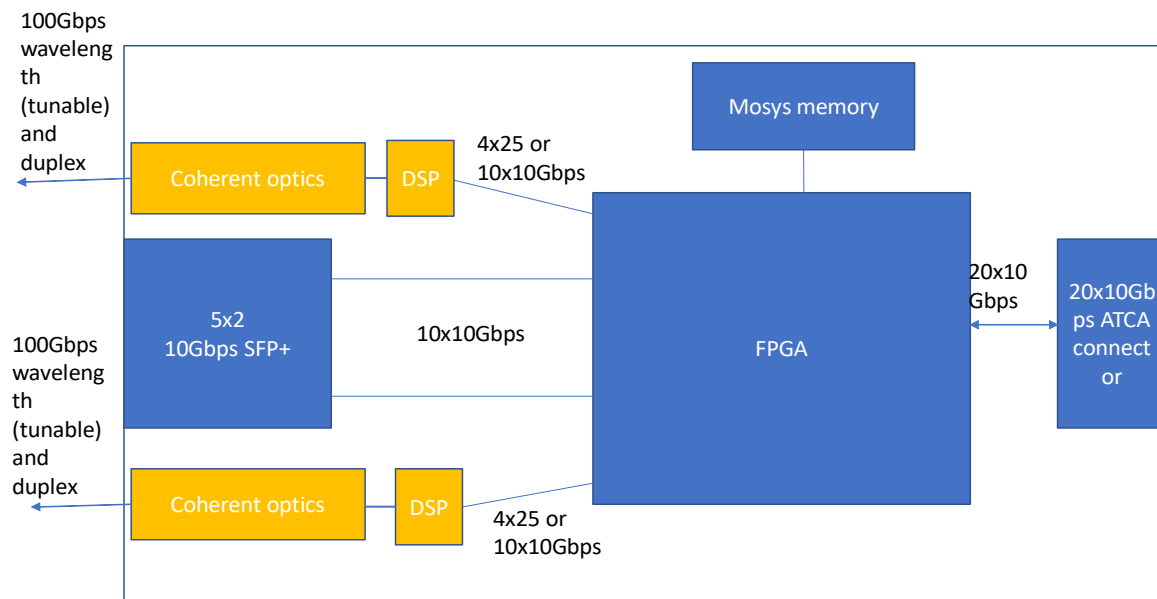 100Gbps
waveleng
th
(tunable)
and
duplex
Mosys memory
4x25 or
10x10Gbps
Coherent optics
DSP
20x10
Gbps
5x2
10Gbps SFP+
10x10Gbps
FPGA
20x10Gb
ps ATCA
connect
or
100Gbps
waveleng
th
(tunable)
and
duplex
Coherent optics
DSP
4x25 or
10x10Gbps